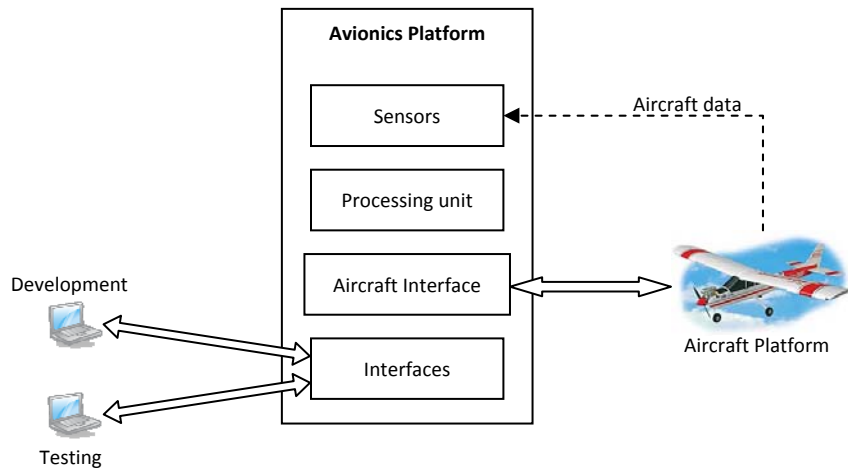 Avionics Platform
Sensors
Aircraft data
Processing unit
Development
Aircraft Interface
Aircraft Platform
Interfaces
Testing